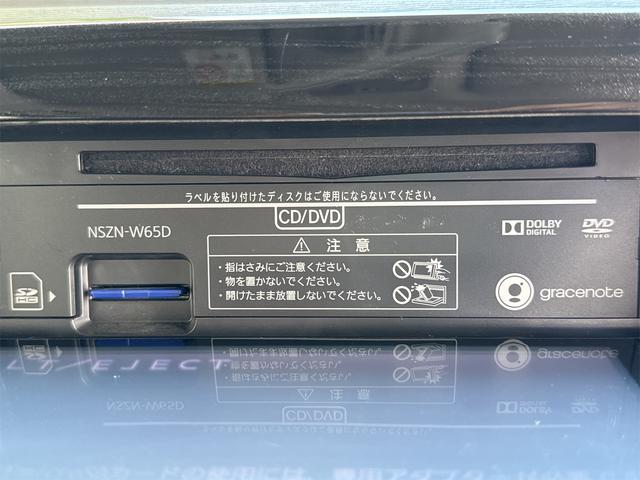 ラベルを貼り付けたディスクはご使用にならないでください。
CD/DVD
NSZN-W65D
注 意
・指はさみにご注意ください。
・物を置かないでください。
・開けたまま放置しないでください。
DOLBY
DIGITAL
DVD
VIDEO
SD
HC
gracenote
EJECT